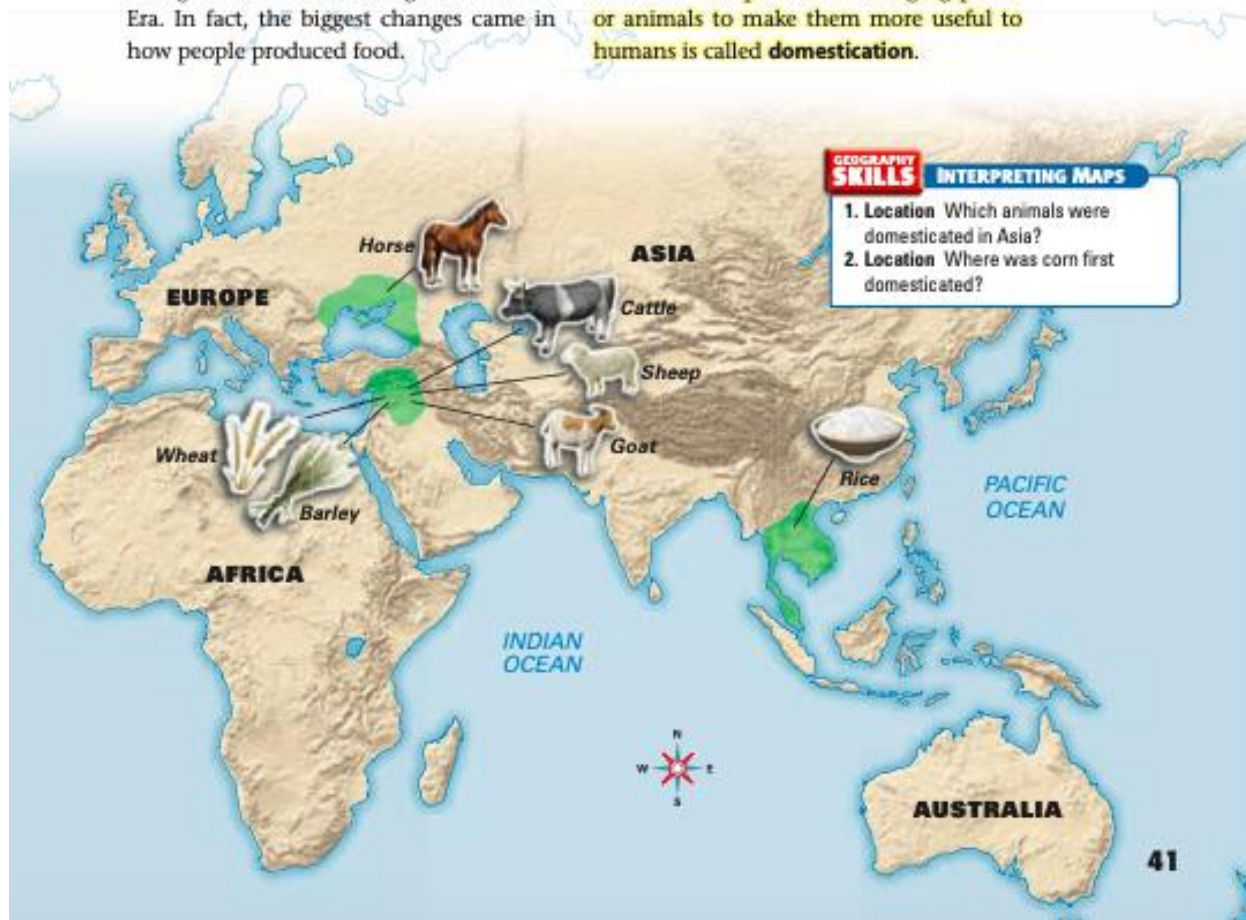 Era. In fact, the biggest changes came in
how people produced food.
or animals to make them more useful to
humans is called domestication.
GEOGRAPHY
SKILLS
INTERPRETING MAPS
1. Location Which animals were
domesticated in Asia?
2. Location Where was corn first
domesticated?
Horse
ASIA
EUROPE
Cattle
Sheep
Goat
Wheat
Barley
Rice
PACIFIC
OCEAN
AFRICA
INDIAN
OCEAN
N
W
E
S
AUSTRALIA
41